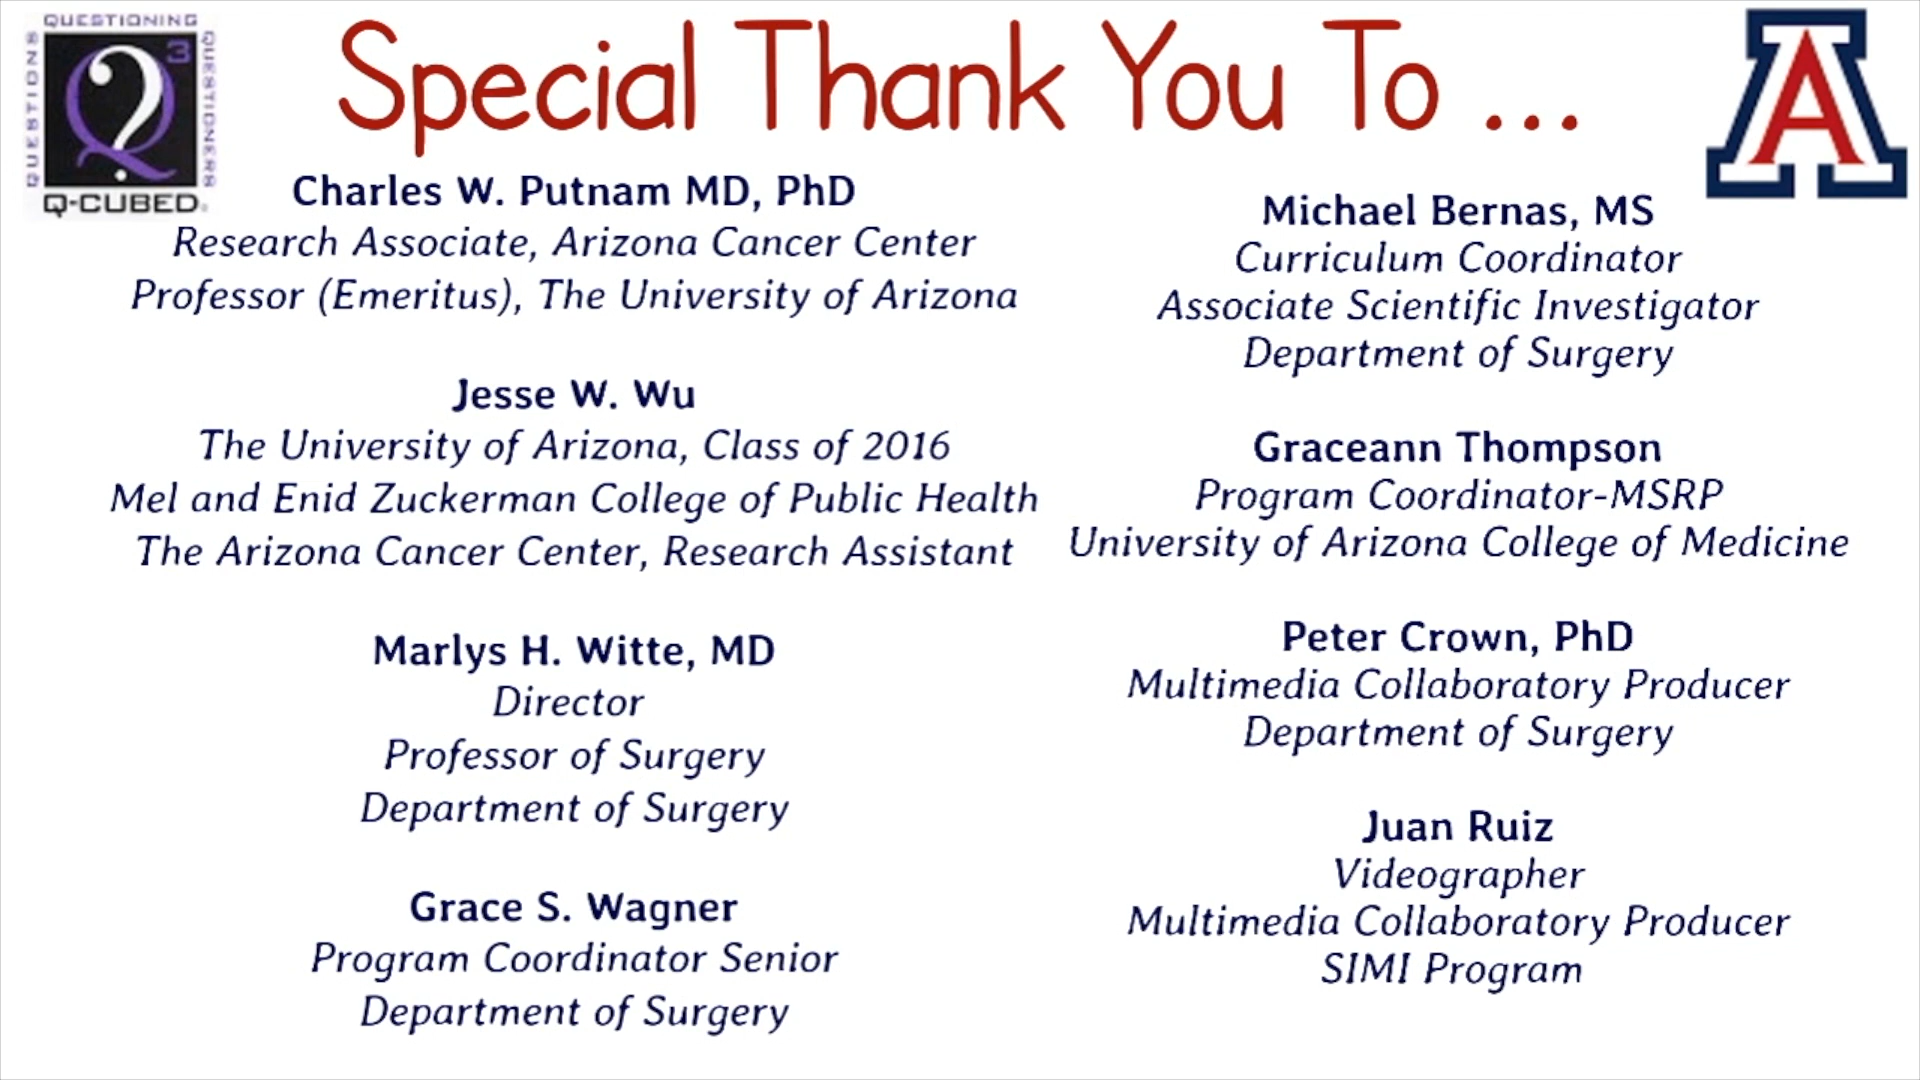 QUESTIONING
QUESTIONS
QUESTIONERS
Q?3
Q-CUBED
Special Thank You To ...
A
Charles W. Putnam MD, PhD
Research Associate, Arizona Cancer Center
Professor (Emeritus), The University of Arizona
Jesse W. Wu
The University of Arizona, Class of 2016
Mel and Enid Zuckerman College of Public Health
The Arizona Cancer Center, Research Assistant
Marlys H. Witte, MD
Director
Professor of Surgery
Department of Surgery
Grace S. Wagner
Program Coordinator Senior
Department of Surgery
Michael Bernas, MS
Curriculum Coordinator
Associate Scientific Investigator
Department of Surgery
Graceann Thompson
Program Coordinator-MSRP
University of Arizona College of Medicine
Peter Crown, PhD
Multimedia Collaboratory Producer
Department of Surgery
Juan Ruiz
Videographer
Multimedia Collaboratory Producer
SIMI Program